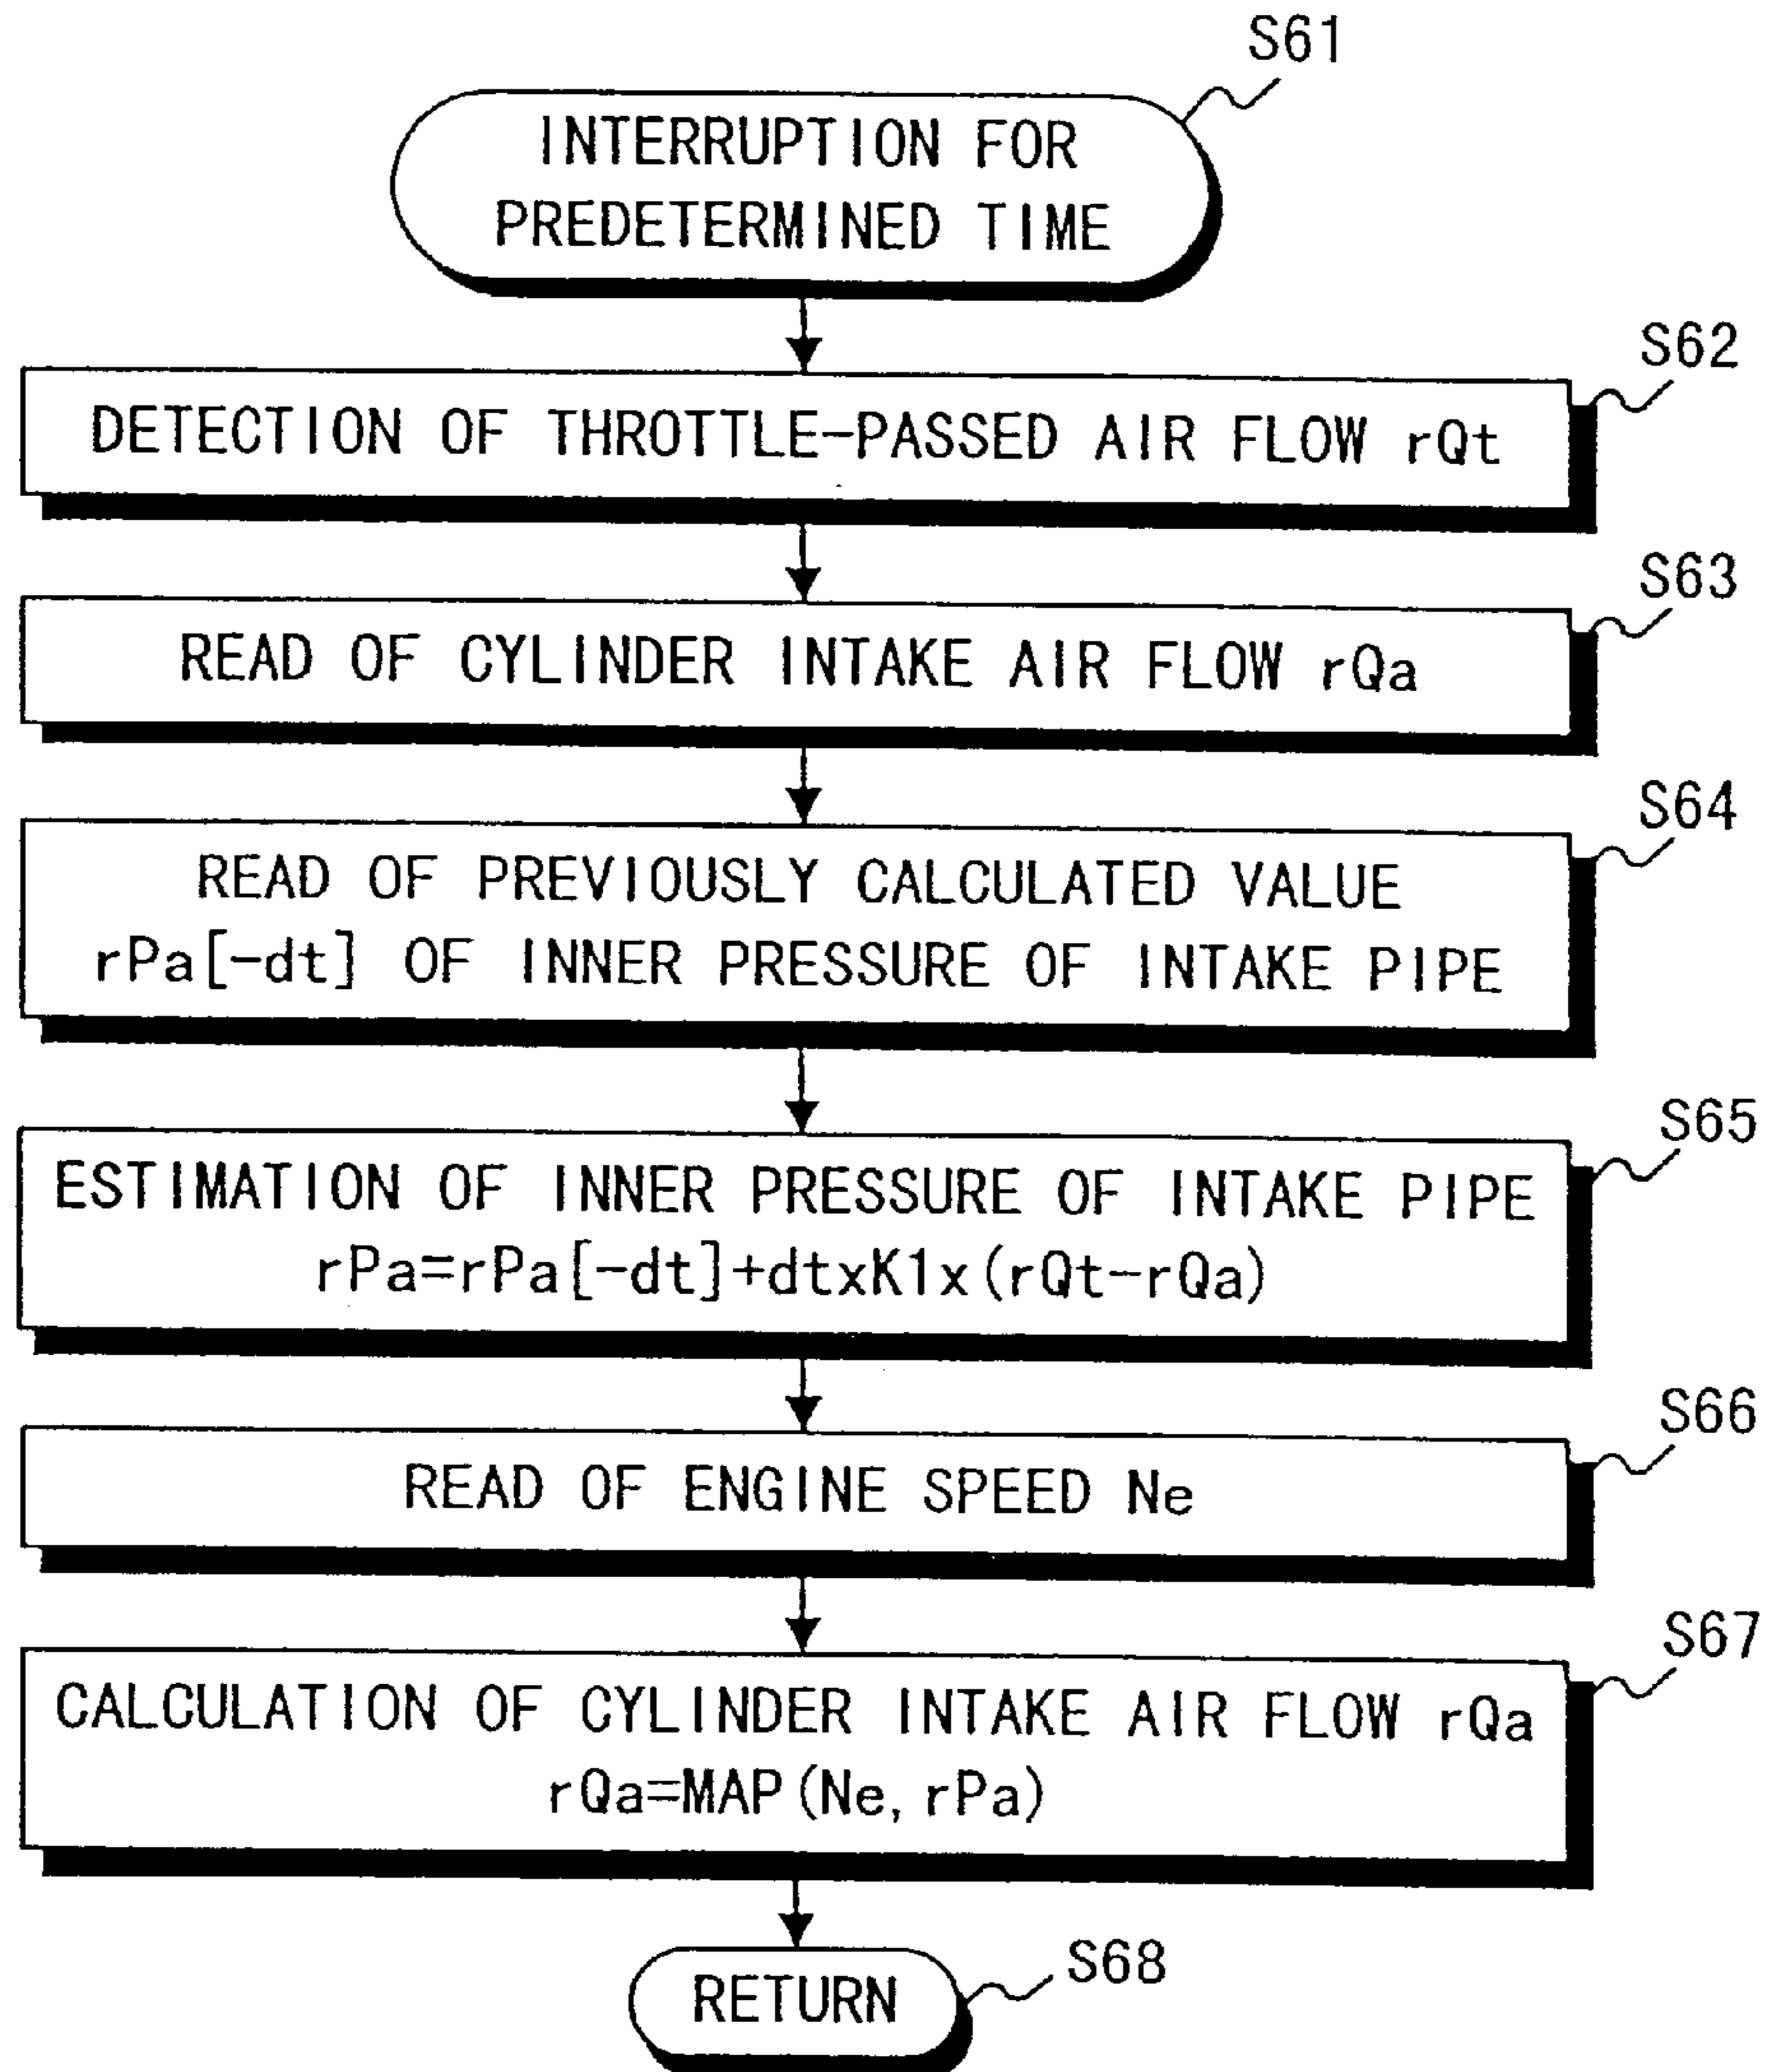 S61
INTERRUPTION FOR
PREDETERMINED TIME
S62
DETECTION OF THROTTLE-PASSED AIR FLOW rQt
S63
READ OF CYLINDER INTAKE AIR FLOW rQa
S64
READ OF PREVIOUSLY CALCULATED VALUE
rPa[-dt] OF INNER PRESSURE OF INTAKE PIPE
S65
ESTIMATION OF INNER PRESSURE OF INTAKE PIPE
rPa=rPa[-dt]+dtxK1x(rQt-rQa)
S66
READ OF ENGINE SPEED Ne
S67
CALCULATION OF CYLINDER INTAKE AIR FLOW rQa
rQa=MAP(Ne,rPa)
S68
RETURN